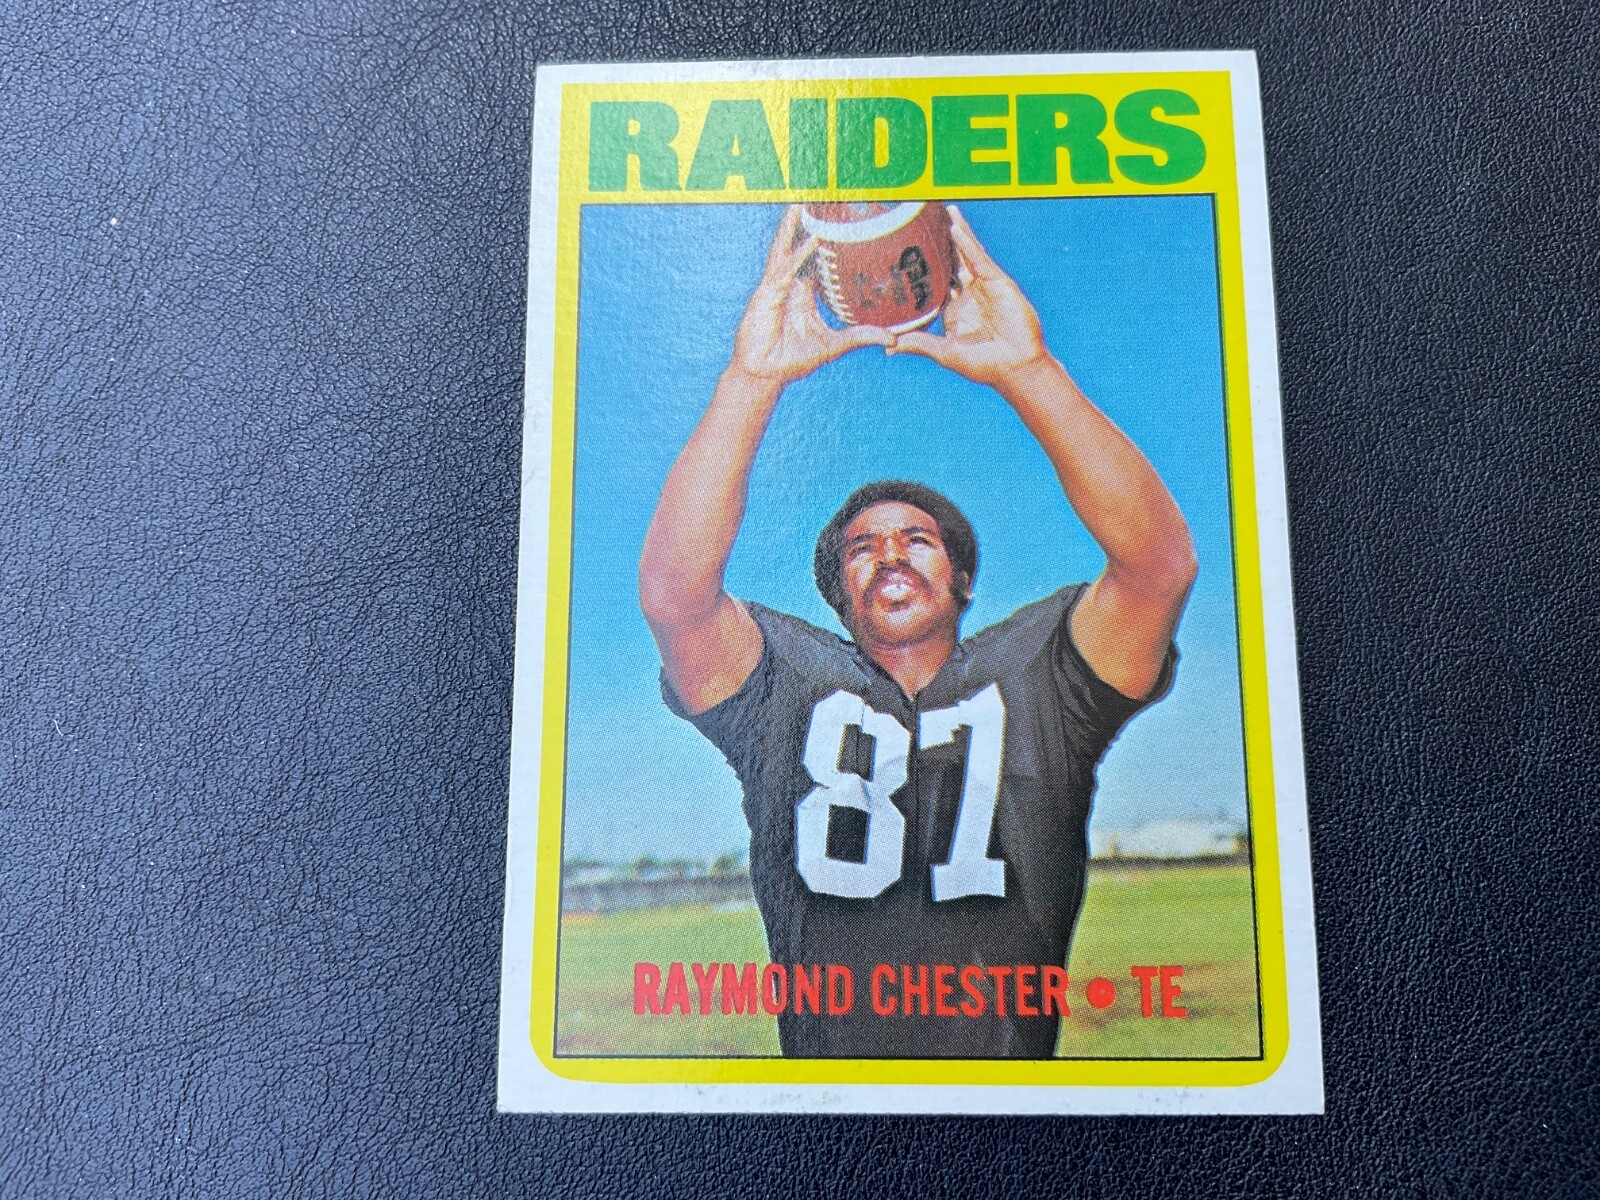 RAIDERS
87
RAYMOND CHESTER • TE